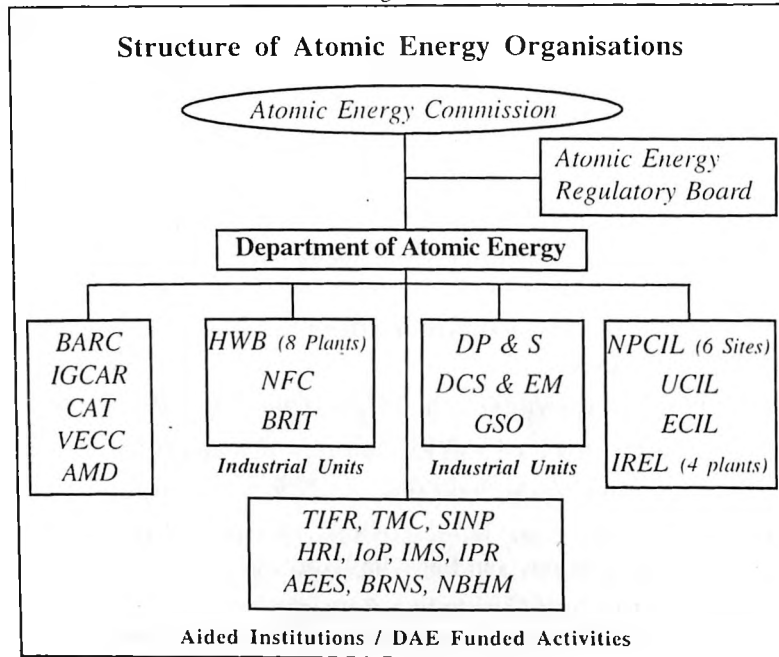 Structure of Atomic Energy Organisations
Atomic Energy Commission
Atomic Energy
Regulatory Board
Department of Atomic Energy
BARC
IGCAR
CAT
VECC
AMD
HWB (8 Plants)
NFC
BRIT
Industrial Units
DP & S
DCS & EM
GSO
Industrial Units
NPCIL (6 Sites)
UCIL
ECIL
IREL (4 plants)
TIFR, TMC, SINP
HRI, IoP, IMS, IPR
AEES, BRNS, NBHM
Aided Institutions / DAE Funded Activities